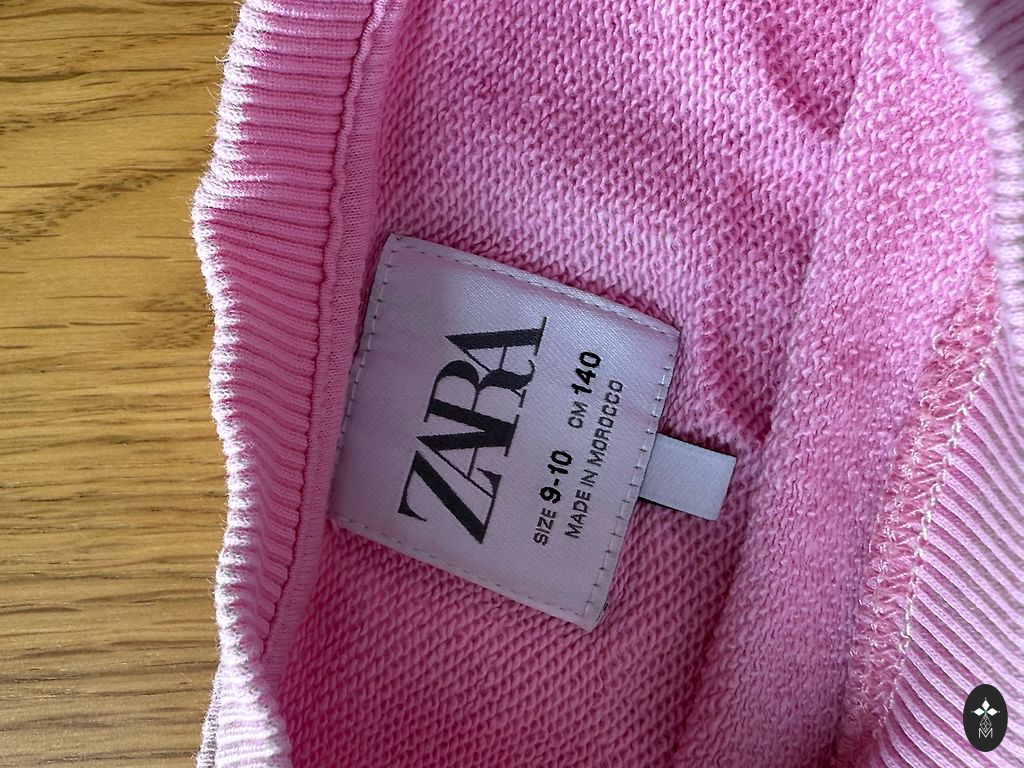 ZARA
SIZE 9-10 CM 140
MADE IN MOROCCO
M